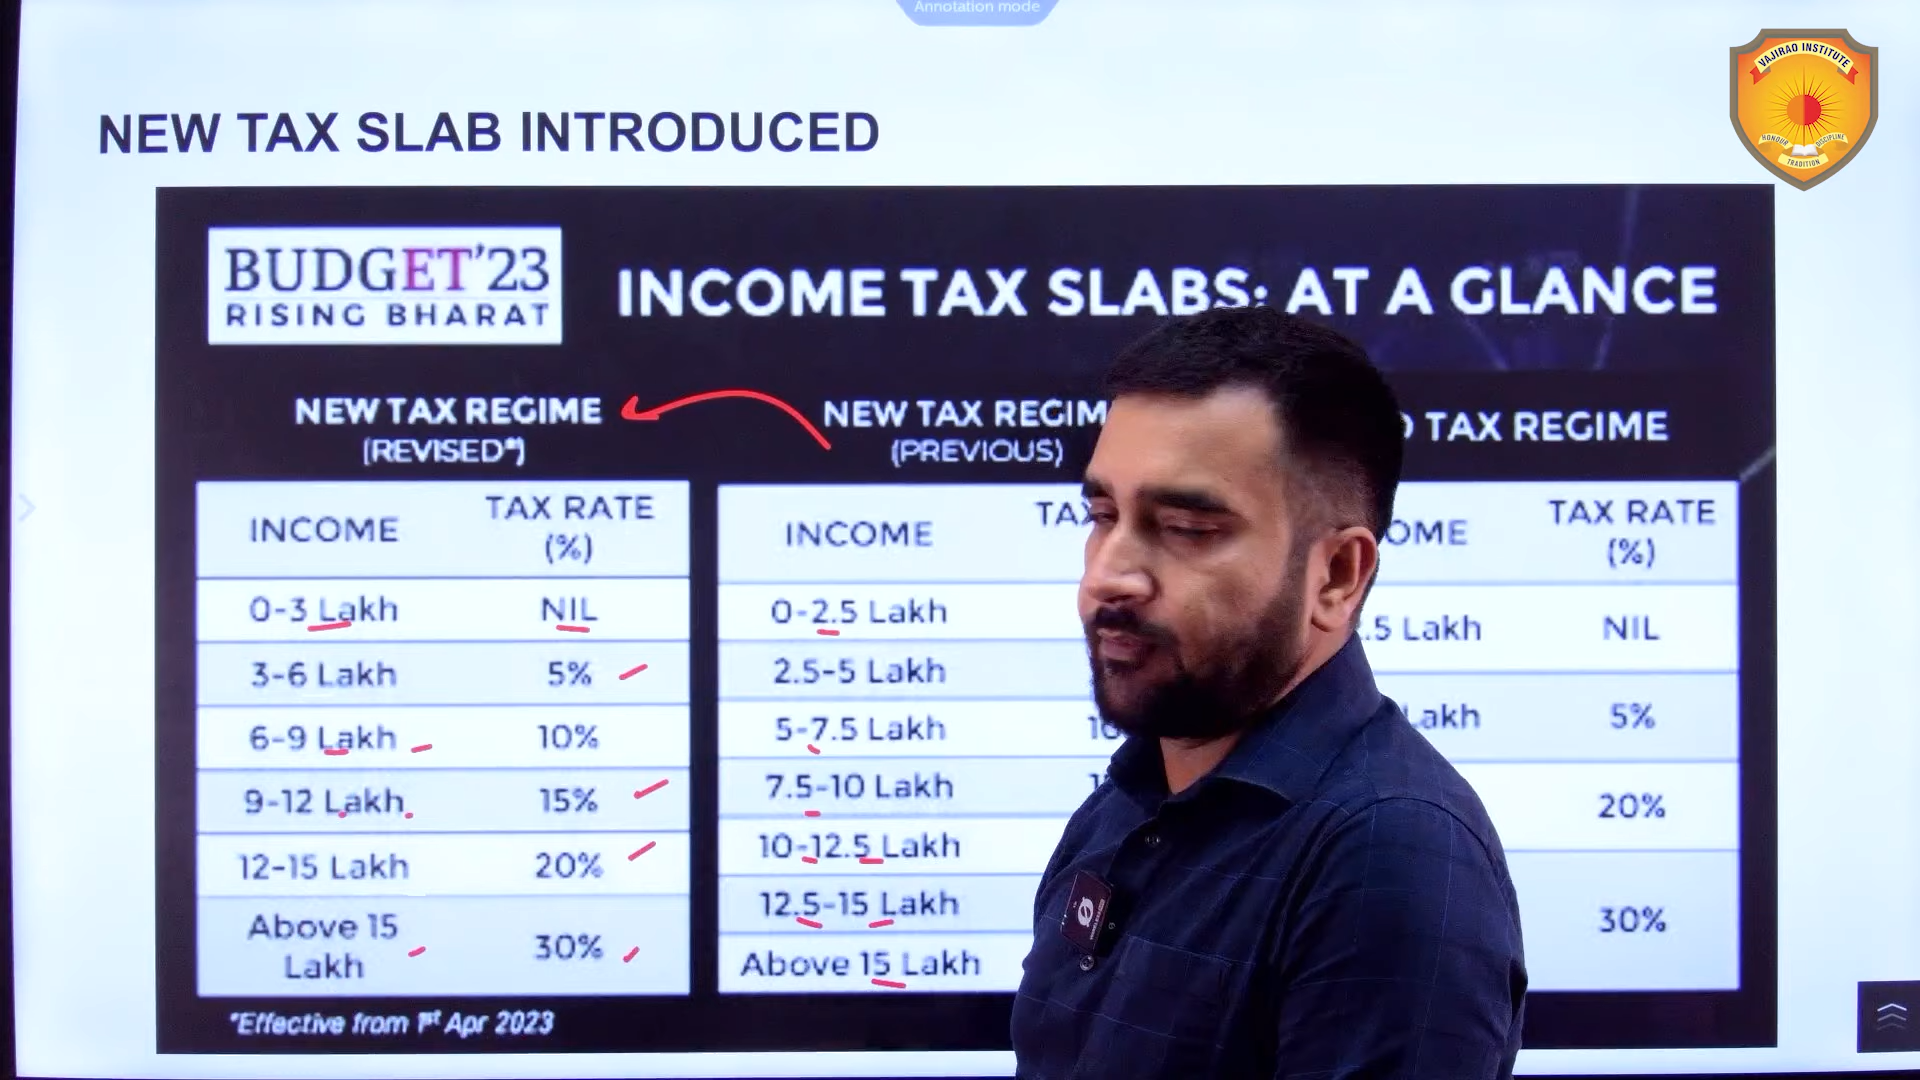 Annotation mode
VAJIRAO INSTITUTE
HONOUR
DISCIPLINE
TRADITION
NEW TAX SLAB INTRODUCED
BUDGET'23
RISING BHARAT
INCOME TAX SLABS: AT A GLANCE
NEW TAX REGIME
(REVISED*)
INCOME TAX RATE (%)
0-3 Lakh NIL
3-6 Lakh 5%
6-9 Lakh 10%
9-12 Lakh 15%
12-15 Lakh 20%
Above 15 Lakh 30%
*Effective from 1st Apr 2023
NEW TAX REGIM
(PREVIOUS)
INCOME TAX
0-2.5 Lakh
2.5-5 Lakh
5-7.5 Lakh
7.5-10 Lakh
10-12.5 Lakh
12.5-15 Lakh
Above 15 Lakh
TAX REGIME
OME TAX RATE (%)
.5 Lakh NIL
Lakh 5%
20%
30%